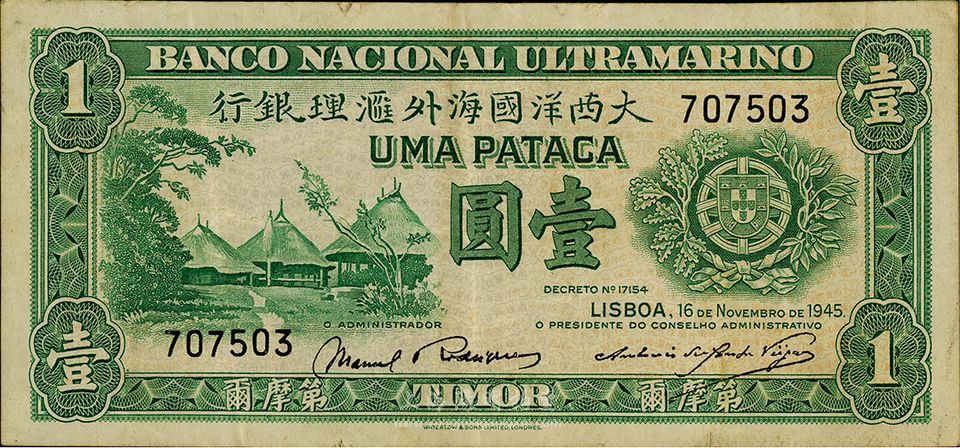 BANCO NACIONAL ULTRAMARINO
1
壹
大西洋國海外滙理銀行
707503
UMA PATACA
壹圓
DECRETO Nº 17154
LISBOA, 16 DE NOVEMBRO DE 1945.
O ADMINISTRADOR
O PRESIDENTE DO CONSELHO ADMINISTRATIVO
707503
Manuel Rodrigues
壹
1
第摩爾
TIMOR
第摩爾
WATERLOW & SONS LIMITED, LONDRES.